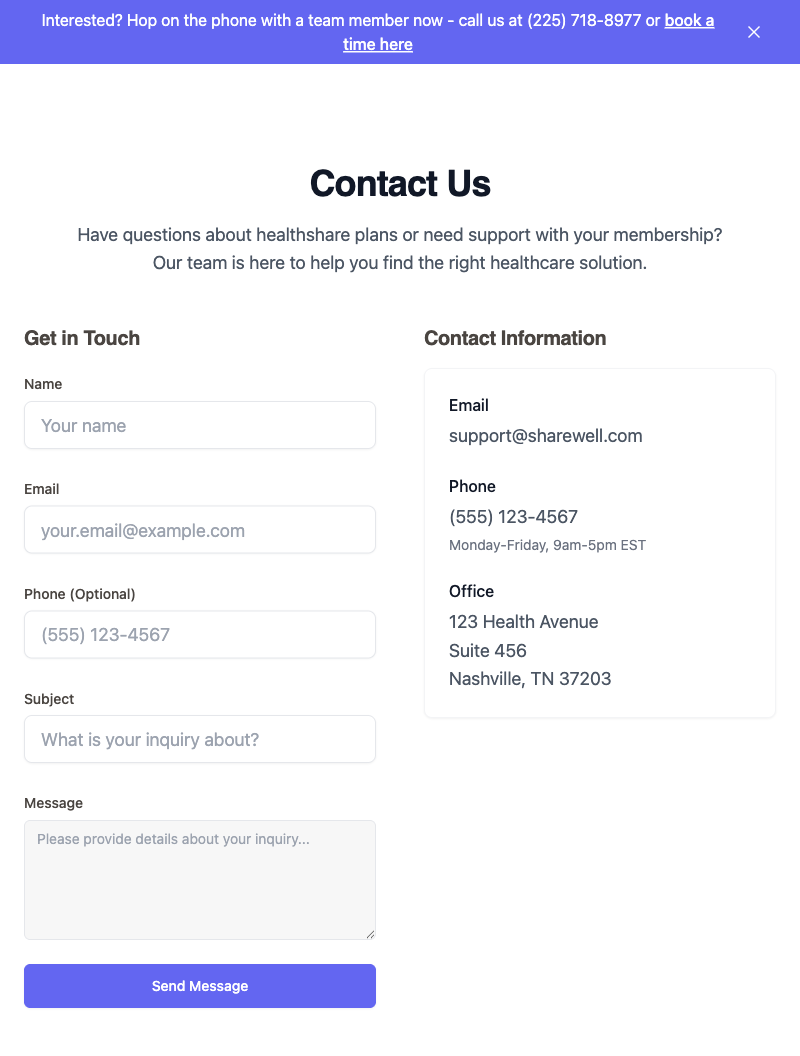 Interested? Hop on the phone with a team member now - call us at (225) 718-8977 or book a
time here
Contact Us
Have questions about healthshare plans or need support with your membership?
Our team is here to help you find the right healthcare solution.
Get in Touch
Name
Your name
Email
your.email@example.com
Phone (Optional)
(555) 123-4567
Subject
What is your inquiry about?
Message
Please provide details about your inquiry...
Send Message
Contact Information
Email
support@sharewell.com
Phone
(555) 123-4567
Monday-Friday, 9am-5pm EST
Office
123 Health Avenue
Suite 456
Nashville, TN 37203